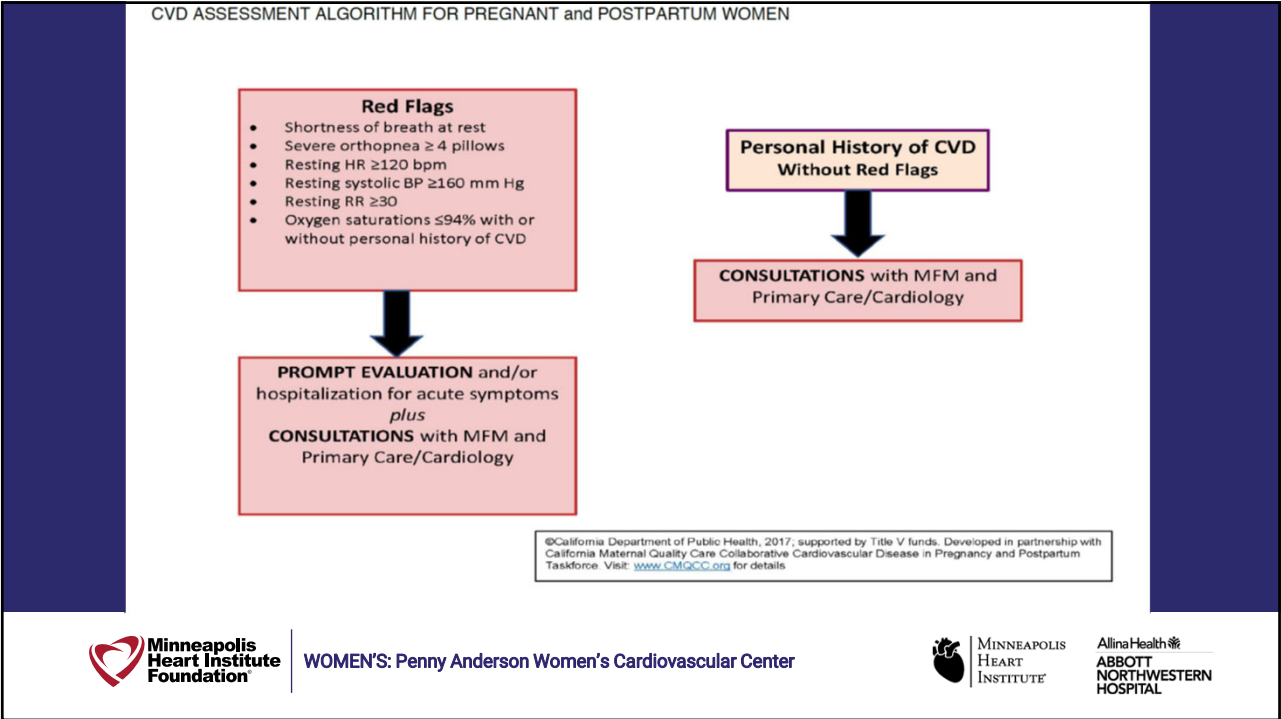 CVD ASSESSMENT ALGORITHM FOR PREGNANT and POSTPARTUM WOMEN
Red Flags
• Shortness of breath at rest
• Severe orthopnea ≥ 4 pillows
• Resting HR ≥120 bpm
• Resting systolic BP ≥160 mm Hg
• Resting RR ≥30
• Oxygen saturations ≤94% with or
without personal history of CVD
PROMPT EVALUATION and/or
hospitalization for acute symptoms
plus
CONSULTATIONS with MFM and
Primary Care/Cardiology
Personal History of CVD
Without Red Flags
CONSULTATIONS with MFM and
Primary Care/Cardiology
©California Department of Public Health, 2017; supported by Title V funds. Developed in partnership with
California Maternal Quality Care Collaborative Cardiovascular Disease in Pregnancy and Postpartum
Taskforce. Visit: www.CMQCC.org for details
Minneapolis
Heart Institute
Foundation®
WOMEN'S: Penny Anderson Women's Cardiovascular Center
MINNEAPOLIS
HEART
INSTITUTE®
AllinaHealth
ABBOTT
NORTHWESTERN
HOSPITAL